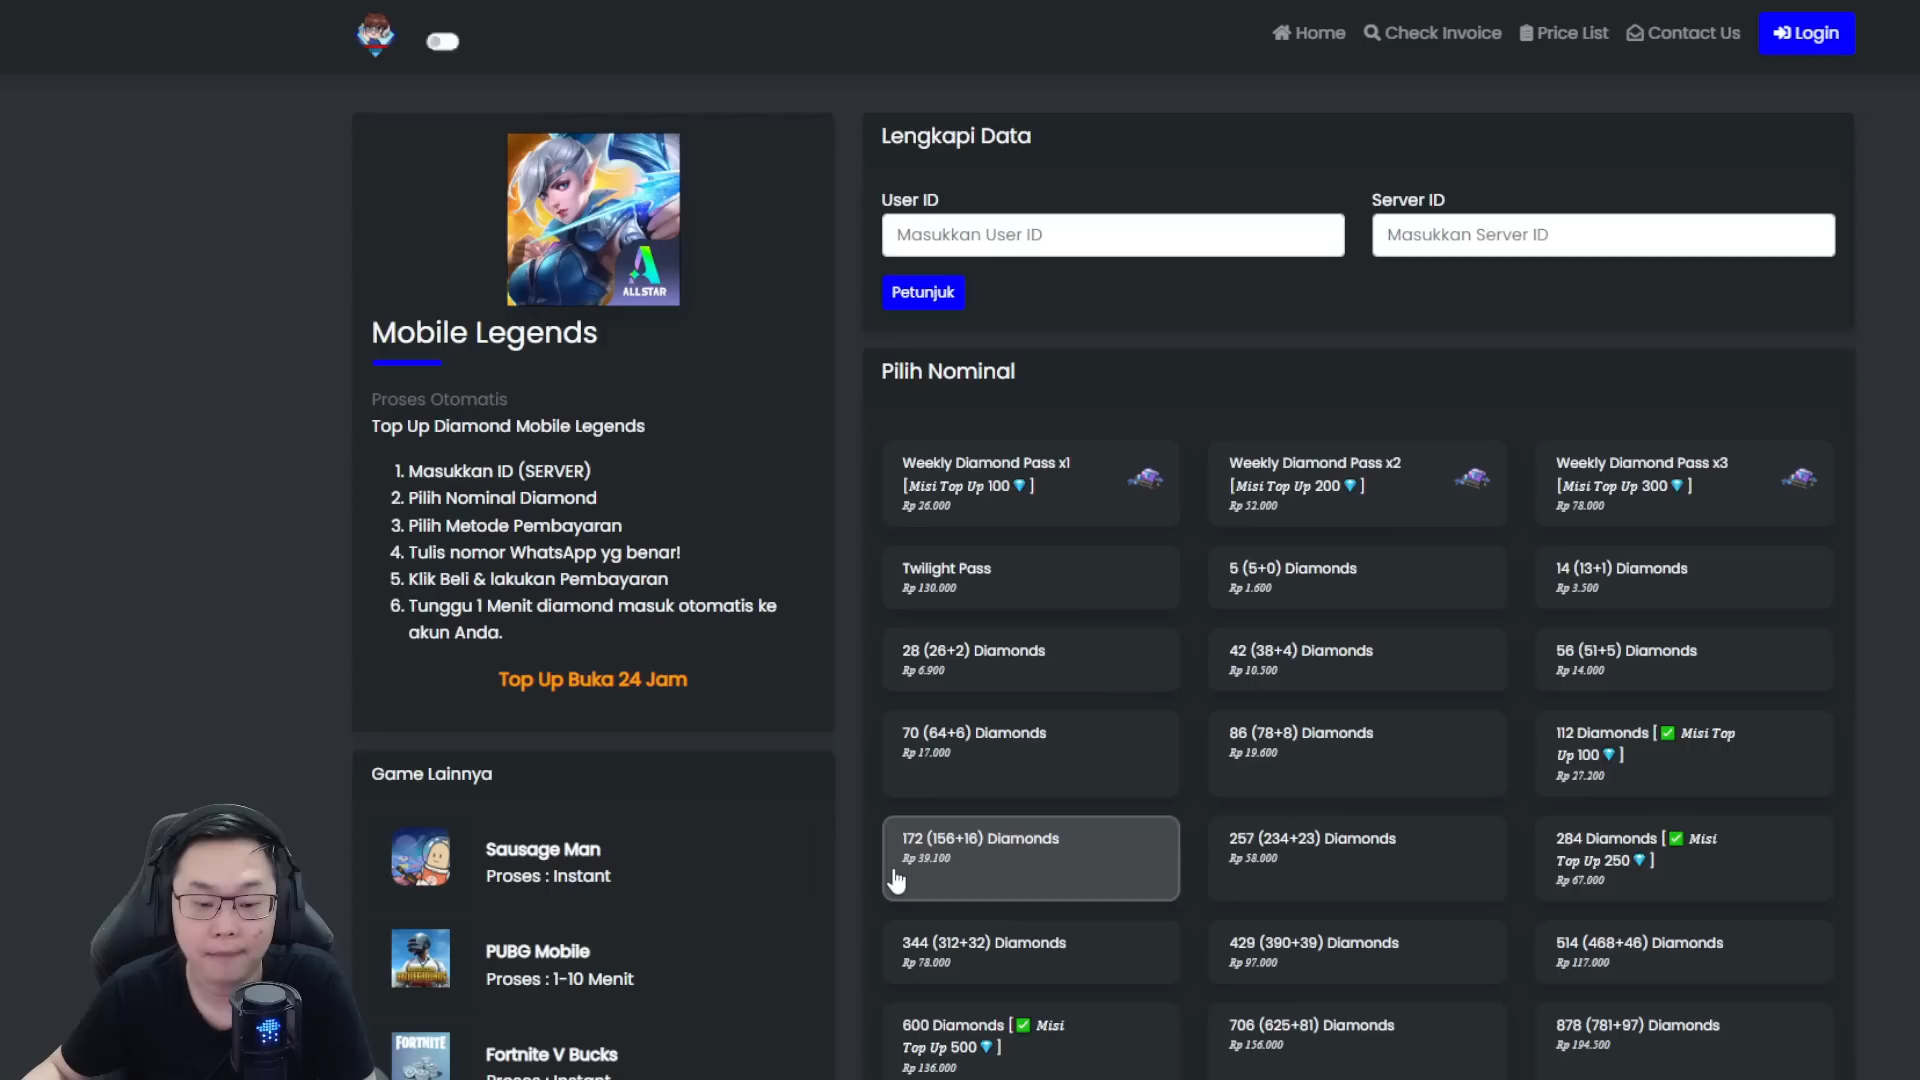 Home
Check Invoice
Price List
Contact Us
Login
ALLSTAR
Mobile Legends
Proses Otomatis
Top Up Diamond Mobile Legends
1. Masukkan ID (SERVER)
2. Pilih Nominal Diamond
3. Pilih Metode Pembayaran
4. Tulis nomor WhatsApp yg benar!
5. Klik Beli & lakukan Pembayaran
6. Tunggu 1 Menit diamond masuk otomatis ke
akun Anda.
Top Up Buka 24 Jam
Game Lainnya
Sausage Man
Proses : Instant
PUBG Mobile
Proses : 1-10 Menit
FORTNITE
Fortnite V Bucks
Proses : Instant
Lengkapi Data
User ID
Masukkan User ID
Server ID
Masukkan Server ID
Petunjuk
Pilih Nominal
Weekly Diamond Pass x1
[Misi Top Up 100💎 ]
Rp 26.000
Weekly Diamond Pass x2
[Misi Top Up 200💎 ]
Rp 52.000
Weekly Diamond Pass x3
[Misi Top Up 300💎 ]
Rp 78.000
Twilight Pass
Rp 130.000
5 (5+0) Diamonds
Rp 1.600
14 (13+1) Diamonds
Rp 3.500
28 (26+2) Diamonds
Rp 6.900
42 (38+4) Diamonds
Rp 10.500
56 (51+5) Diamonds
Rp 14.000
70 (64+6) Diamonds
Rp 17.000
86 (78+8) Diamonds
Rp 19.600
112 Diamonds [✅ Misi Top
Up 100💎 ]
Rp 27.200
172 (156+16) Diamonds
Rp 39.100
257 (234+23) Diamonds
Rp 58.000
284 Diamonds [✅ Misi
Top Up 250💎 ]
Rp 67.000
344 (312+32) Diamonds
Rp 78.000
429 (390+39) Diamonds
Rp 97.000
514 (468+46) Diamonds
Rp 117.000
600 Diamonds [✅ Misi
Top Up 500💎 ]
Rp 136.000
706 (625+81) Diamonds
Rp 156.000
878 (781+97) Diamonds
Rp 194.500